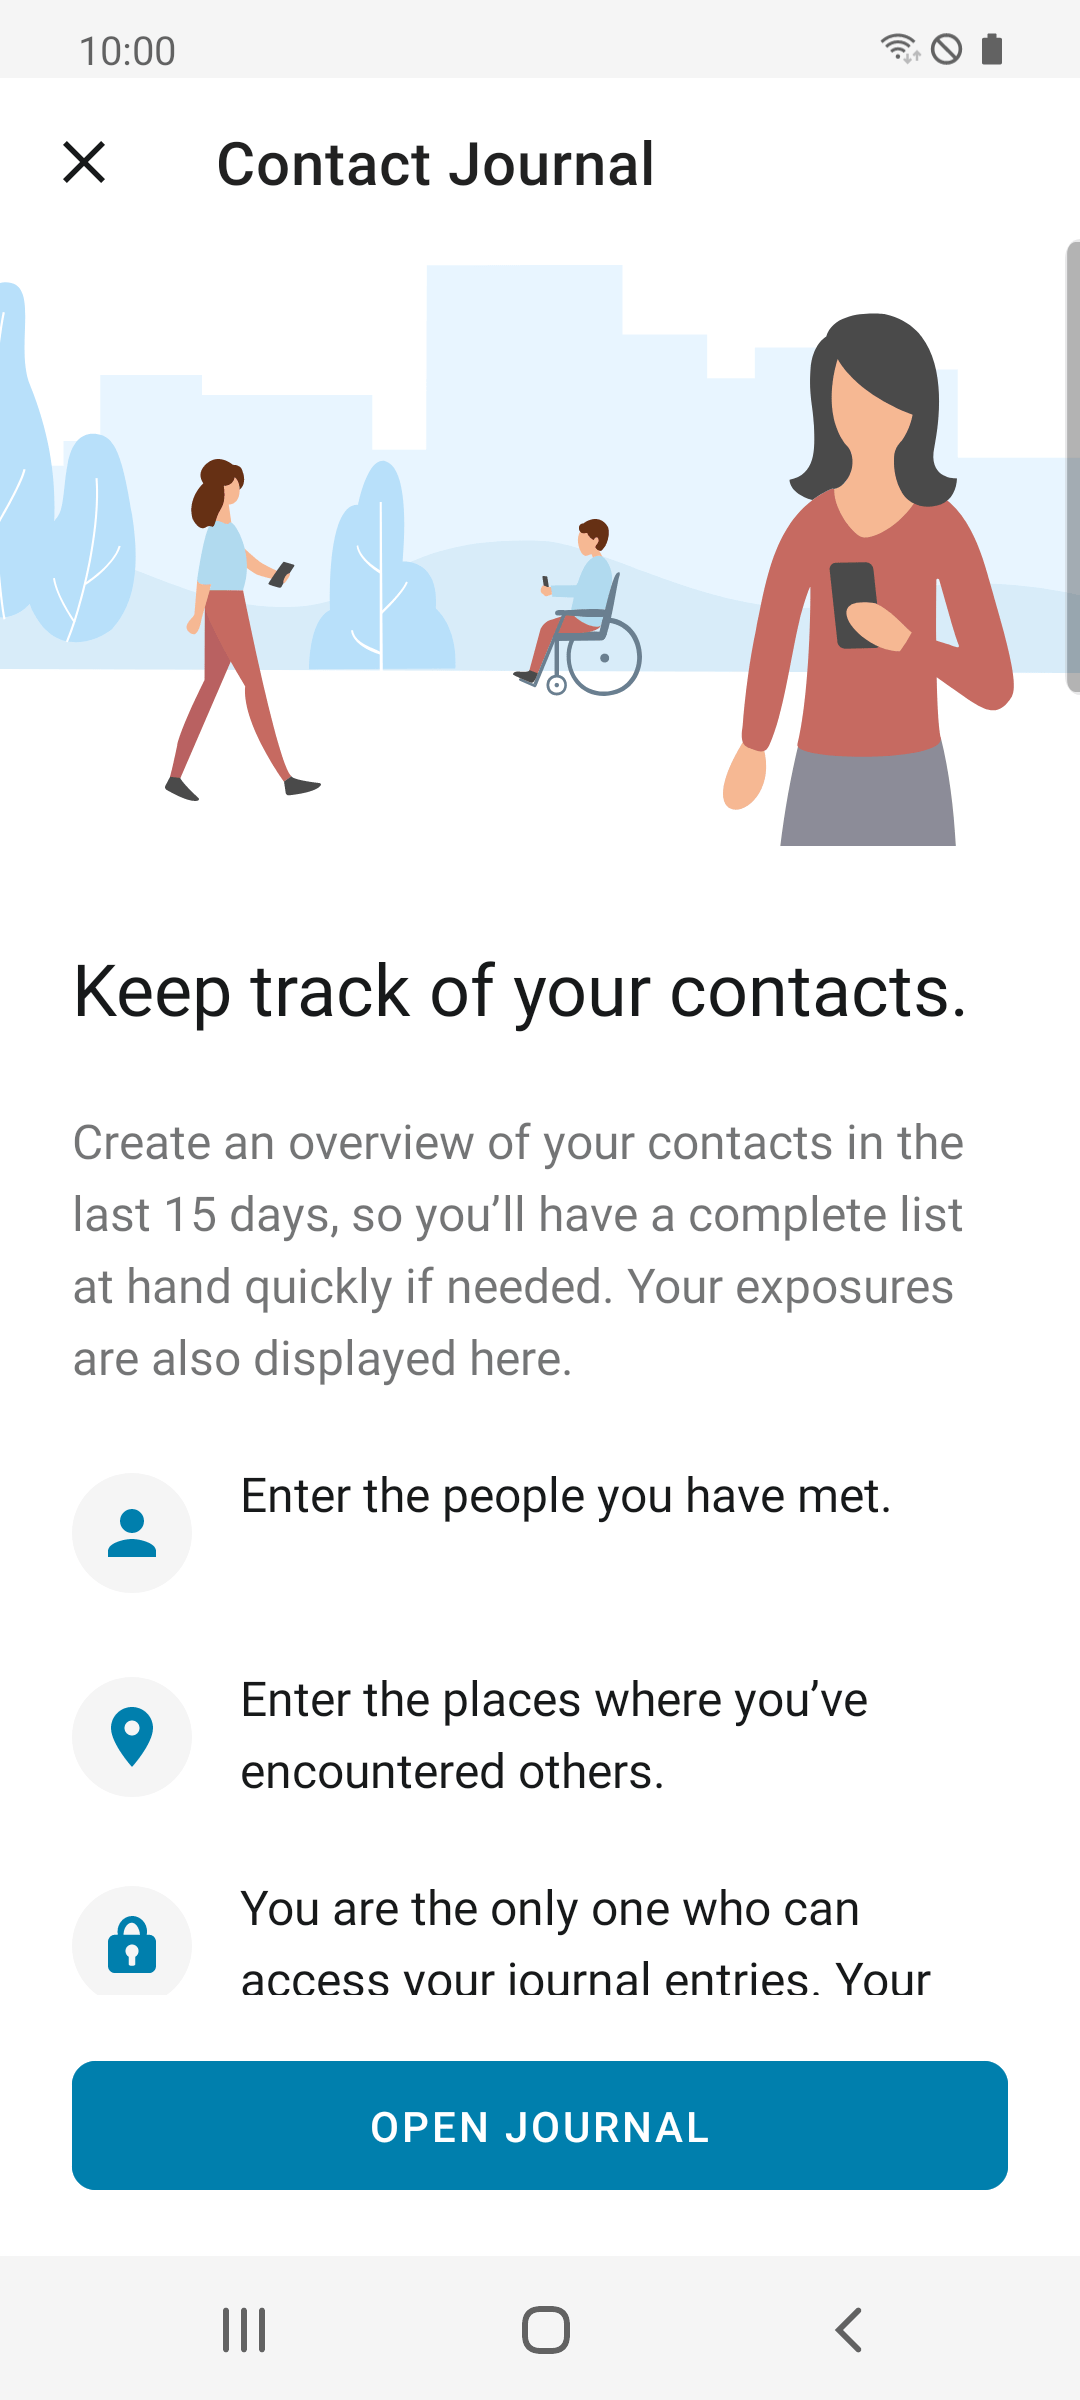 10:00
Contact Journal
Keep track of your contacts.
Create an overview of your contacts in the
last 15 days, so you’ll have a complete list
at hand quickly if needed. Your exposures
are also displayed here.
Enter the people you have met.
Enter the places where you’ve
encountered others.
You are the only one who can
access your journal entries. Your
OPEN JOURNAL